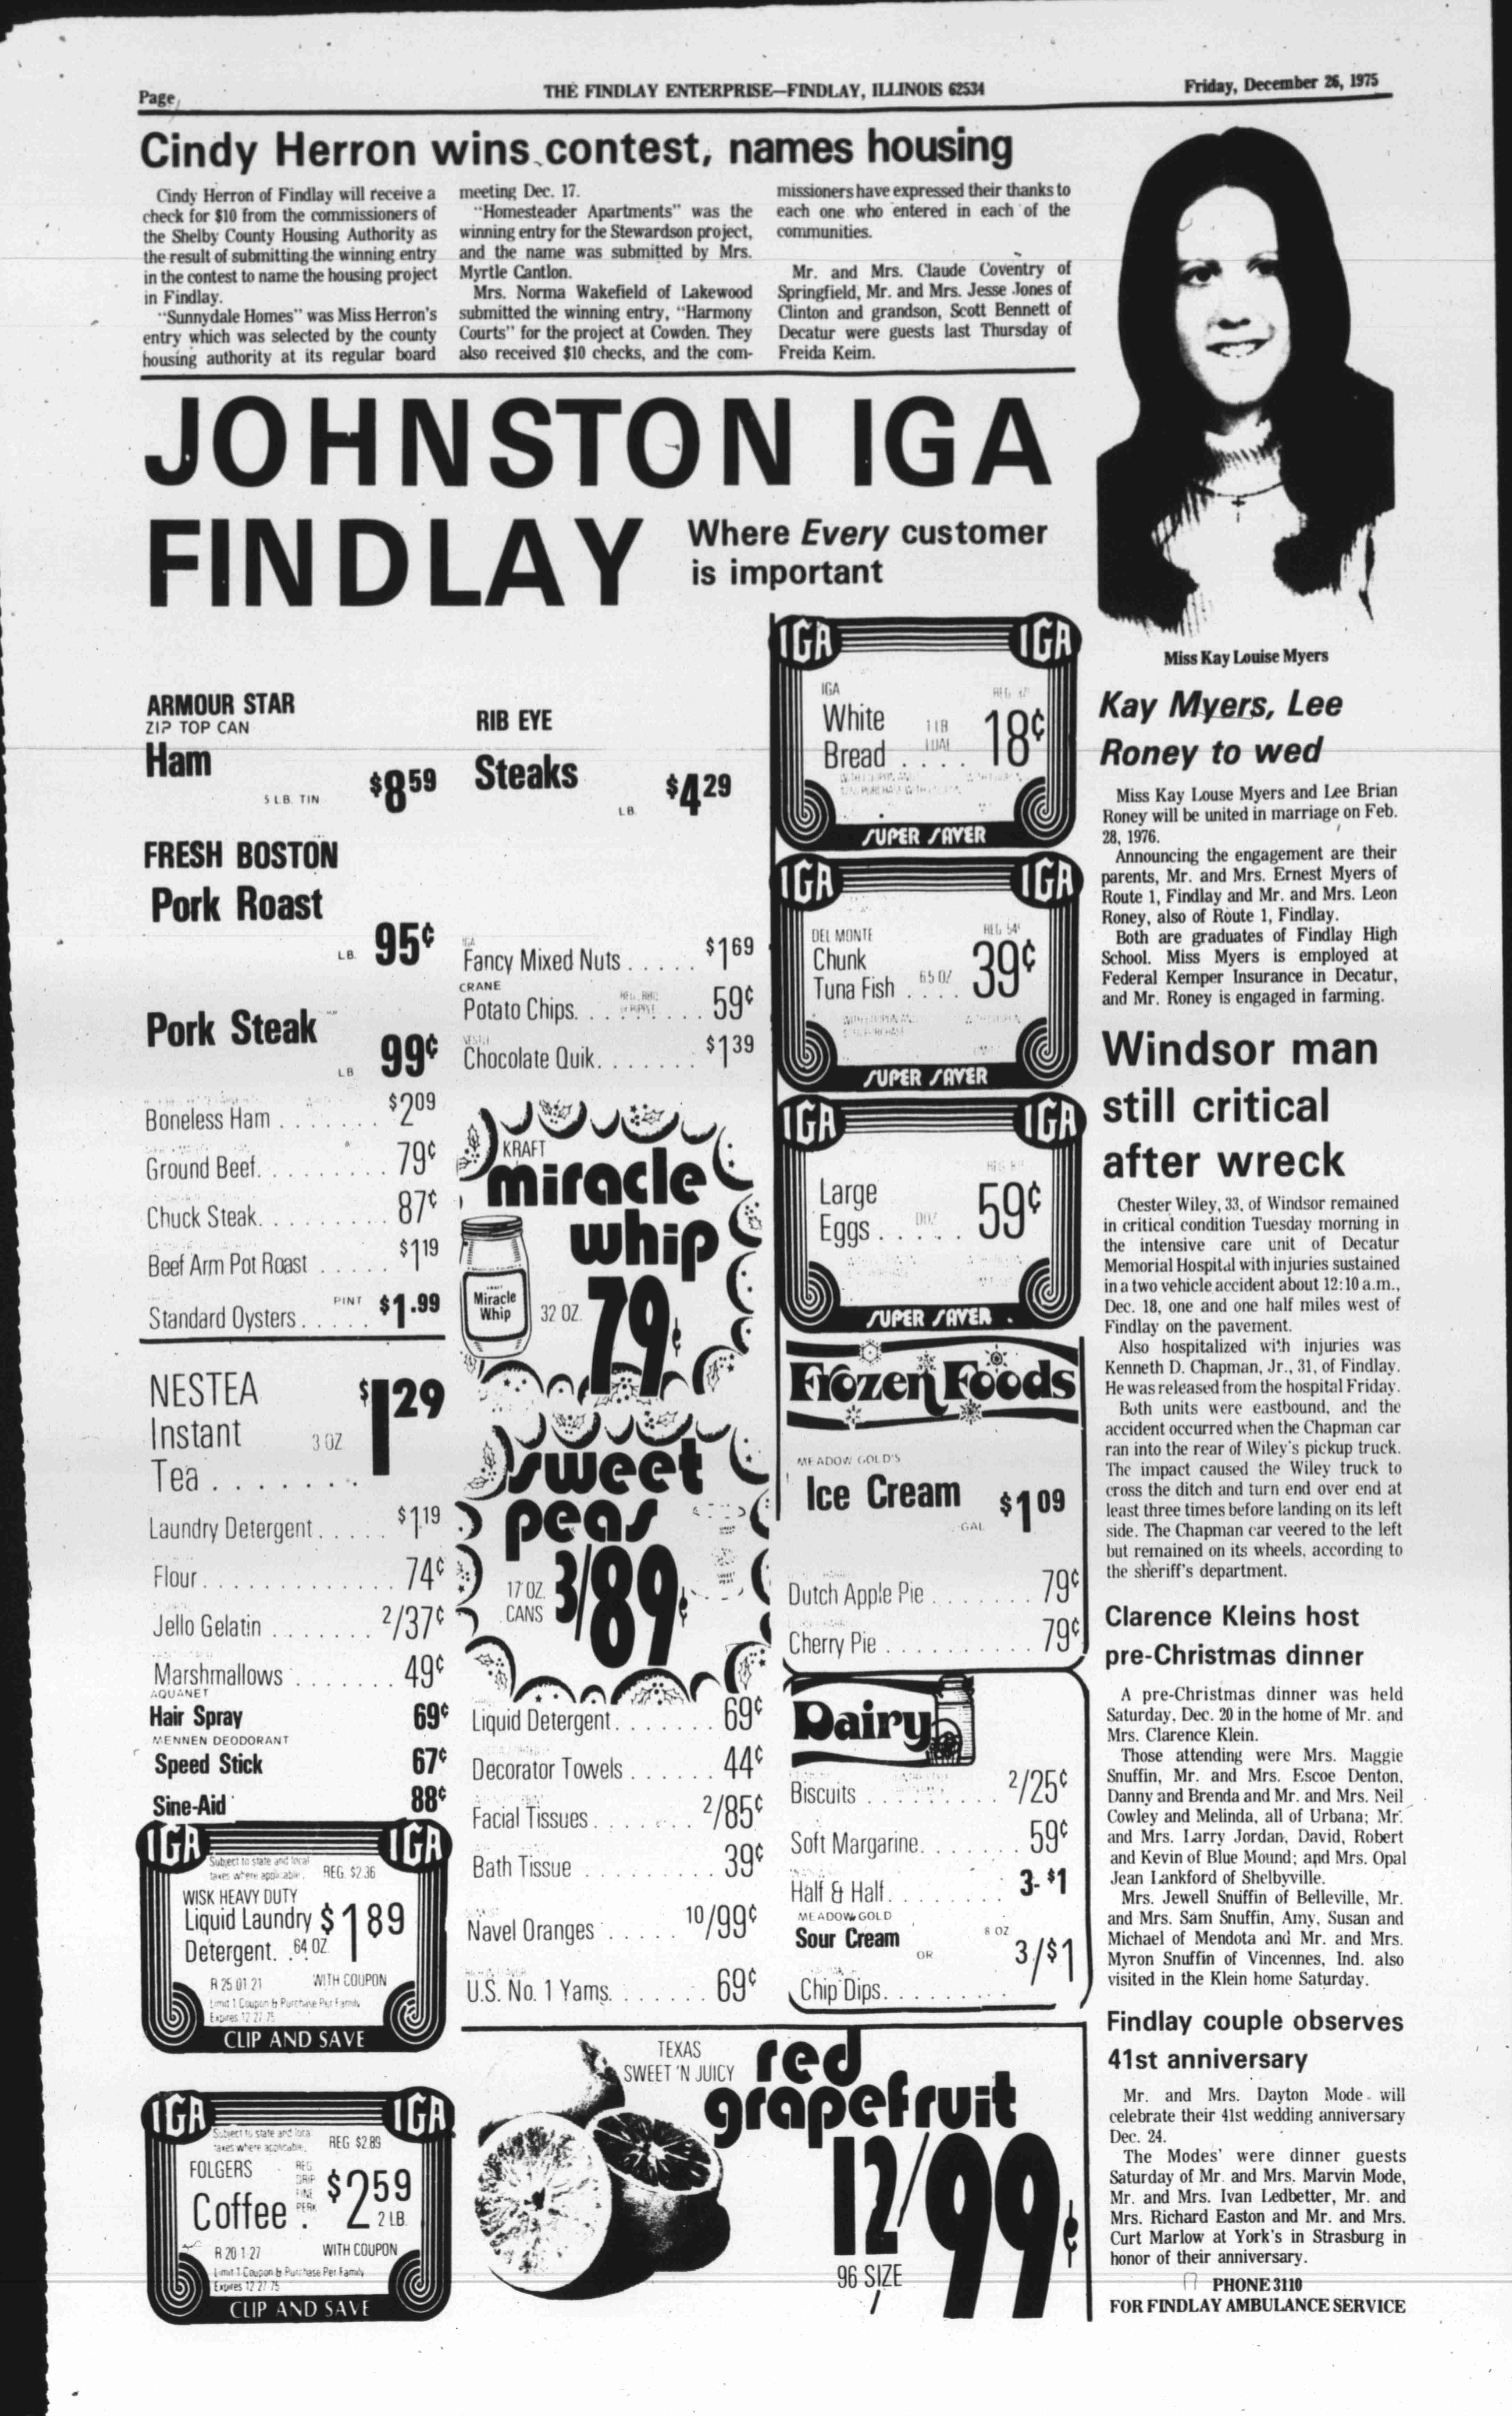 Page
THE FINDLAY ENTERPRISE—FINDLAY, ILLINOIS 62534
Friday, December 26, 1975
Cindy Herron wins contest, names housing
Cindy Herron of Findlay will receive a
check for $10 from the commissioners of
the Shelby County Housing Authority as
the result of submitting the winning entry
in the contest to name the housing project
in Findlay.
"Sunnydale Homes" was Miss Herron's
entry which was selected by the county
housing authority at its regular board
meeting Dec. 17.
"Homesteader Apartments" was the
winning entry for the Stewardson project,
and the name was submitted by Mrs.
Myrtle Cantlon.
Mrs. Norma Wakefield of Lakewood
submitted the winning entry, "Harmony
Courts" for the project at Cowden. They
also received $10 checks, and the com-
missioners have expressed their thanks to
each one who entered in each of the
communities.
Mr. and Mrs. Claude Coventry of
Springfield, Mr. and Mrs. Jesse Jones of
Clinton and grandson, Scott Bennett of
Decatur were guests last Thursday of
Freida Keim.
JOHNSTON IGA
FINDLAY
Where Every customer
is important
ARMOUR STAR
ZIP TOP CAN
Ham
5 LB. TIN
$8 59
RIB EYE
Steaks
LB.
$4 29
FRESH BOSTON
Pork Roast
LB. 95¢
Pork Steak
LB 99¢
Boneless Ham . . . . . . . $2 09
Ground Beef. . . . . . . . . 79¢
Chuck Steak. . . . . . . . . 87¢
Beef Arm Pot Roast . . . . . $1 19
Standard Oysters . . . . . PINT $1.99
IGA
Fancy Mixed Nuts . . . . . $1 69
CRANE
Potato Chips. . . . . . . . . 59¢
Chocolate Quik. . . . . . . $1 39
KRAFT
miracle
whip
Miracle
Whip
32 OZ. 79¢
NESTEA
Instant
Tea . . . . . . .
3 OZ
$1 29
Laundry Detergent . . . . . $1.19
Flour . . . . . . . . . . . . . 74¢
Jello Gelatin . . . . . . . 2/37¢
Marshmallows . . . . . . . 49¢
AQUANET
Hair Spray 69¢
MENNEN DEODORANT
Speed Stick 67¢
Sine-Aid 88¢
sweet
peas
17 OZ.
CANS
3/89¢
Liquid Detergent. . . . . . . 69¢
Decorator Towels . . . . . . 44¢
Facial Tissues . . . . . . . 2/85¢
Bath Tissue . . . . . . . . . 39¢
Navel Oranges . . . . . 10/99¢
U.S. No. 1 Yams. . . . . . . 69¢
IGA IGA
Subject to state and local
taxes where applicable.
REG. $2.36
WISK HEAVY DUTY
Liquid Laundry $1 89
Detergent. . 64 OZ.
R 25 01 21 WITH COUPON
Limit 1 Coupon & Purchase Per Family
Expires 12 27 75
CLIP AND SAVE
IGA IGA
Subject to state and local
taxes where applicable.
REG $2.89
FOLGERS
REG
DRIP
FINE
PERK
Coffee . $2 59
2 LB.
R 20 1 27 WITH COUPON
Limit 1 Coupon & Purchase Per Family
Expires 12 27 75
CLIP AND SAVE
IGA IGA
IGA
White
Bread . . . .
1 LB
LOAF
18¢
SUPER SAVER
IGA IGA
DEL MONTE
REG 54¢
Chunk
Tuna Fish . . . .
6.5 OZ
39¢
SUPER SAVER
IGA IGA
Large
Eggs . . . . .
DOZ
59¢
SUPER SAVER
Frozen Foods
MEADOW GOLD'S
Ice Cream $1 09
GAL
Dutch Apple Pie . . . . . . . 79¢
Cherry Pie . . . . . . . . . . 79¢
Dairy
Biscuits . . . . . . . . . 2/25¢
Soft Margarine. . . . . . . 59¢
Half & Half. . . . . . . . 3-$1
MEADOW GOLD
Sour Cream
OR
8 OZ
3/$1
Chip Dips. . . . . . . . .
TEXAS
SWEET 'N JUICY
red
grapefruit
12/99¢
96 SIZE
Miss Kay Louise Myers
Kay Myers, Lee
Roney to wed
Miss Kay Louse Myers and Lee Brian
Roney will be united in marriage on Feb.
28, 1976.
Announcing the engagement are their
parents, Mr. and Mrs. Ernest Myers of
Route 1, Findlay and Mr. and Mrs. Leon
Roney, also of Route 1, Findlay.
Both are graduates of Findlay High
School. Miss Myers is employed at
Federal Kemper Insurance in Decatur,
and Mr. Roney is engaged in farming.
Windsor man
still critical
after wreck
Chester Wiley, 33, of Windsor remained
in critical condition Tuesday morning in
the intensive care unit of Decatur
Memorial Hospital with injuries sustained
in a two vehicle accident about 12:10 a.m.,
Dec. 18, one and one half miles west of
Findlay on the pavement.
Also hospitalized with injuries was
Kenneth D. Chapman, Jr., 31, of Findlay.
He was released from the hospital Friday.
Both units were eastbound, and the
accident occurred when the Chapman car
ran into the rear of Wiley's pickup truck.
The impact caused the Wiley truck to
cross the ditch and turn end over end at
least three times before landing on its left
side. The Chapman car veered to the left
but remained on its wheels, according to
the sheriff's department.
Clarence Kleins host
pre-Christmas dinner
A pre-Christmas dinner was held
Saturday, Dec. 20 in the home of Mr. and
Mrs. Clarence Klein.
Those attending were Mrs. Maggie
Snuffin, Mr. and Mrs. Escoe Denton,
Danny and Brenda and Mr. and Mrs. Neil
Cowley and Melinda, all of Urbana; Mr.
and Mrs. Larry Jordan, David, Robert
and Kevin of Blue Mound; and Mrs. Opal
Jean Lankford of Shelbyville.
Mrs. Jewell Snuffin of Belleville, Mr.
and Mrs. Sam Snuffin, Amy, Susan and
Michael of Mendota and Mr. and Mrs.
Myron Snuffin of Vincennes, Ind. also
visited in the Klein home Saturday.
Findlay couple observes
41st anniversary
Mr. and Mrs. Dayton Mode will
celebrate their 41st wedding anniversary
Dec. 24.
The Modes' were dinner guests
Saturday of Mr. and Mrs. Marvin Mode,
Mr. and Mrs. Ivan Ledbetter, Mr. and
Mrs. Richard Easton and Mr. and Mrs.
Curt Marlow at York's in Strasburg in
honor of their anniversary.
PHONE 3110
FOR FINDLAY AMBULANCE SERVICE